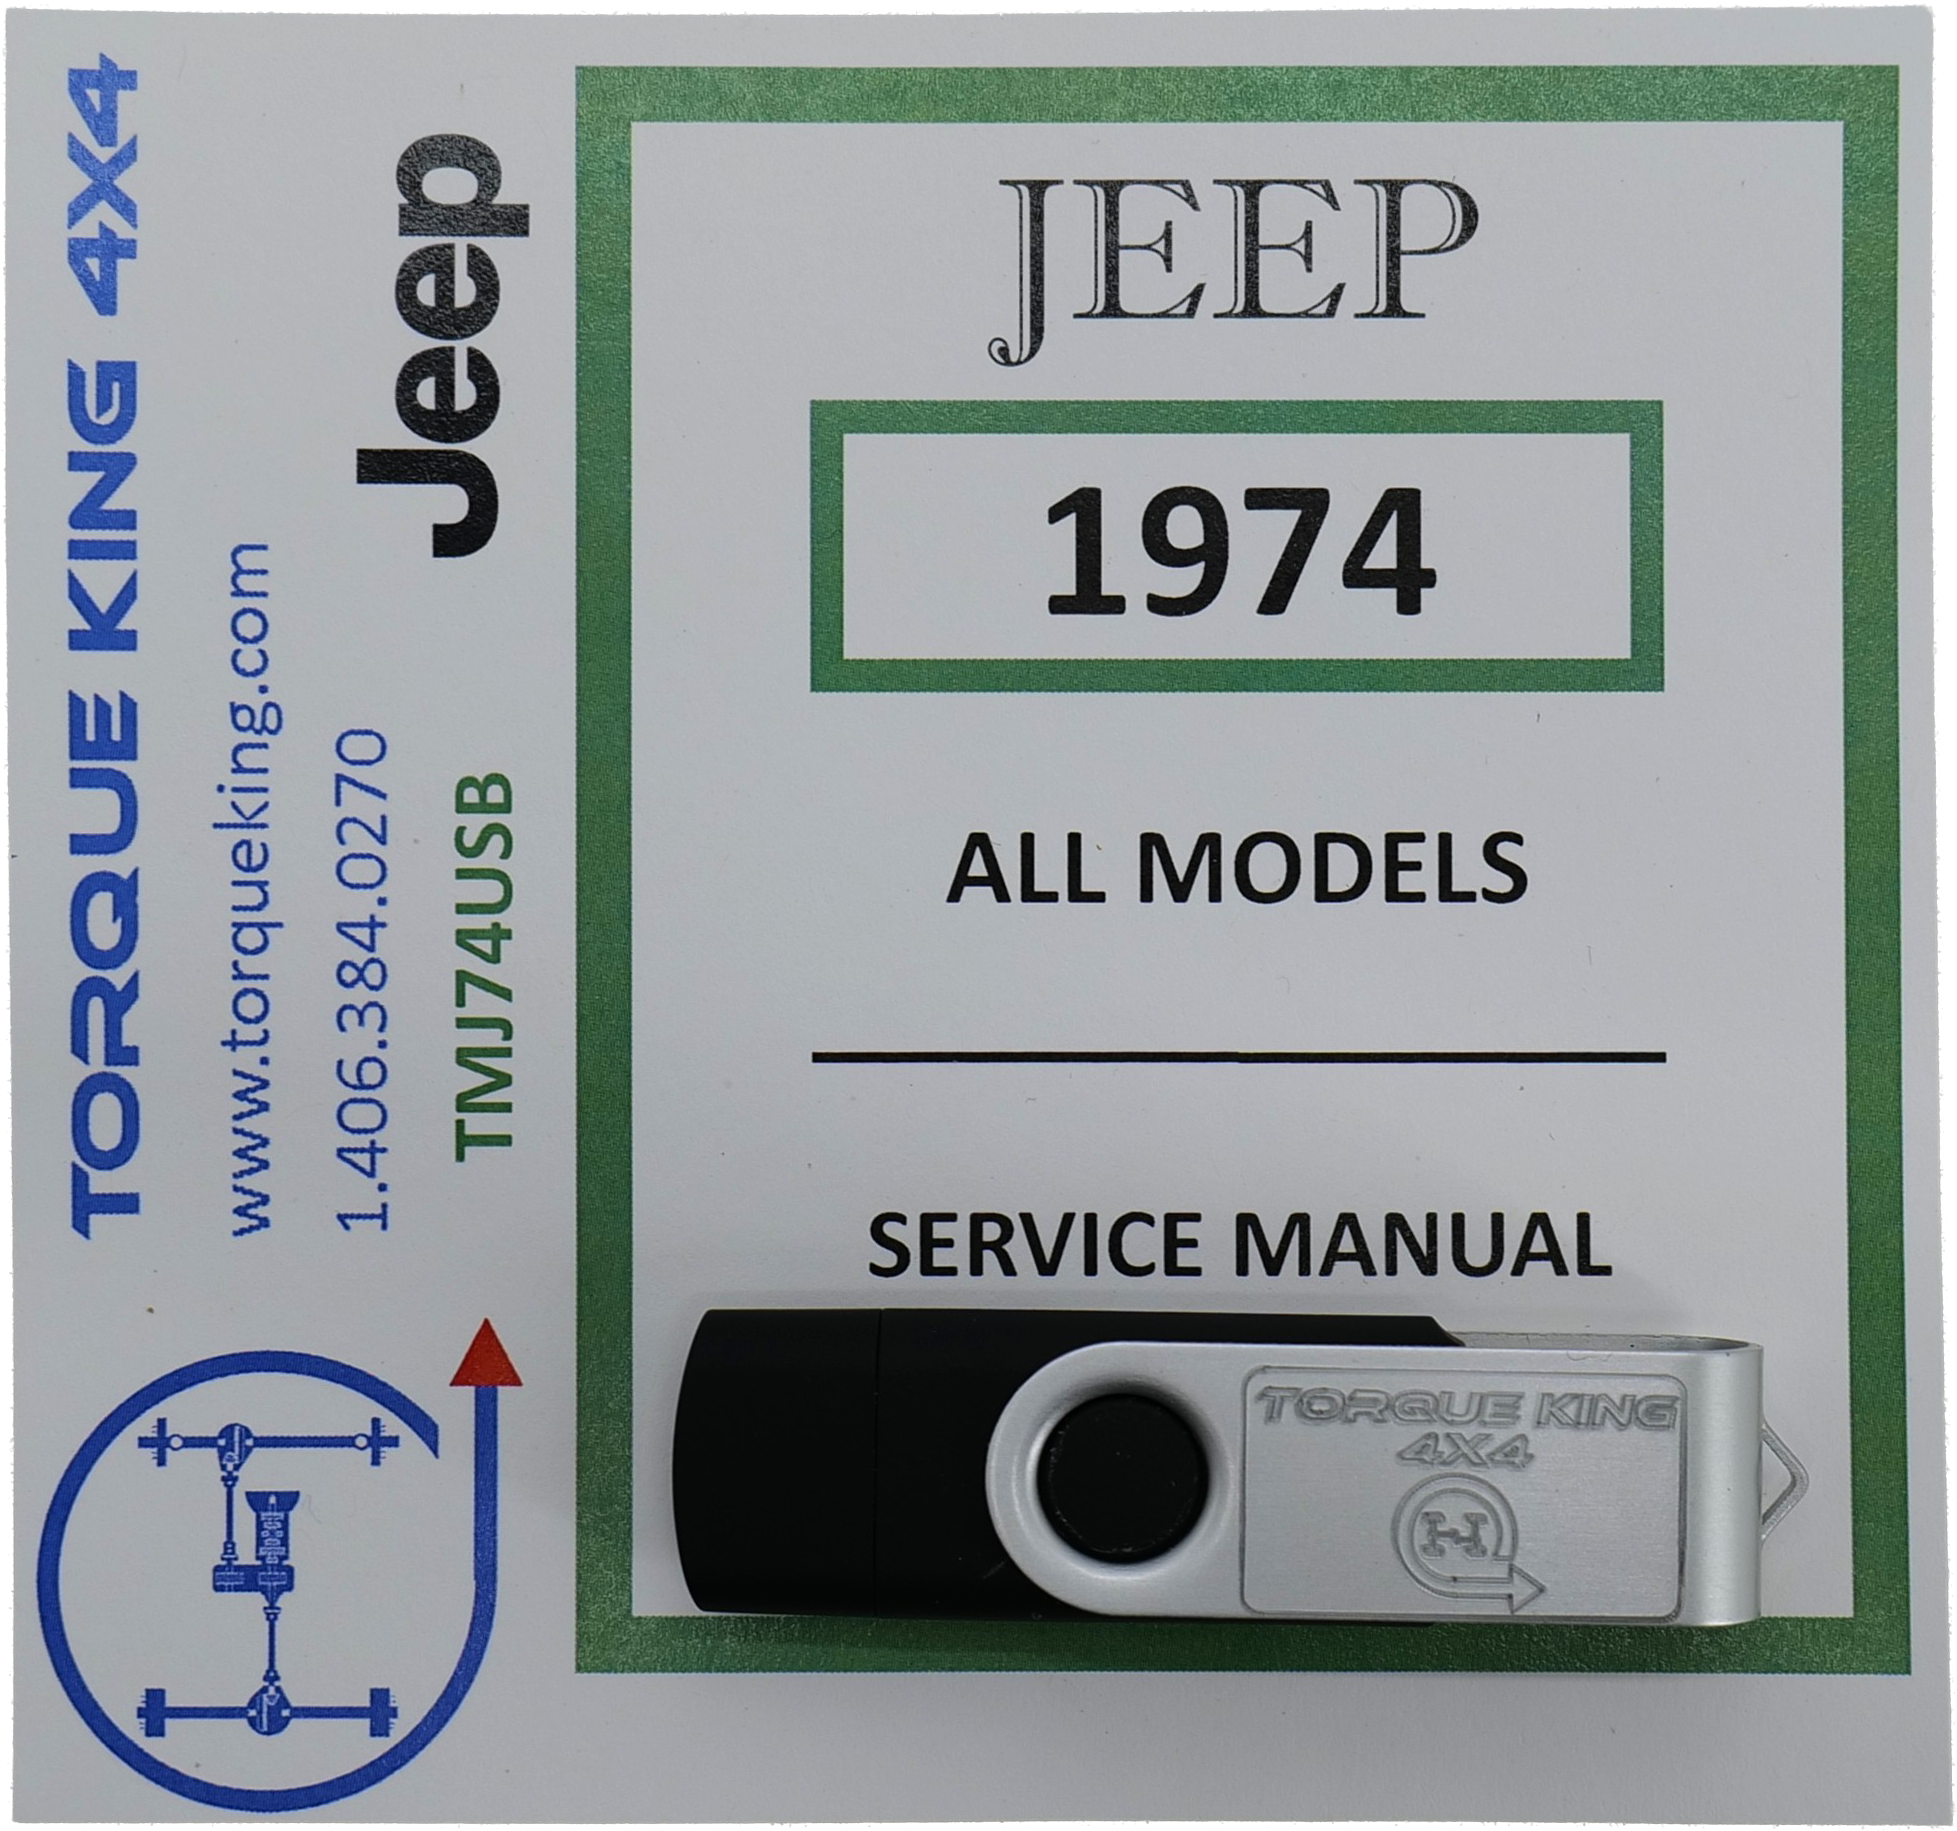 TORQUE KING 4X4
www.torqueking.com
1.406.384.0270
Jeep
TMJ74USB
JEEP
1974
ALL MODELS
SERVICE MANUAL
TORQUE KING
4X4